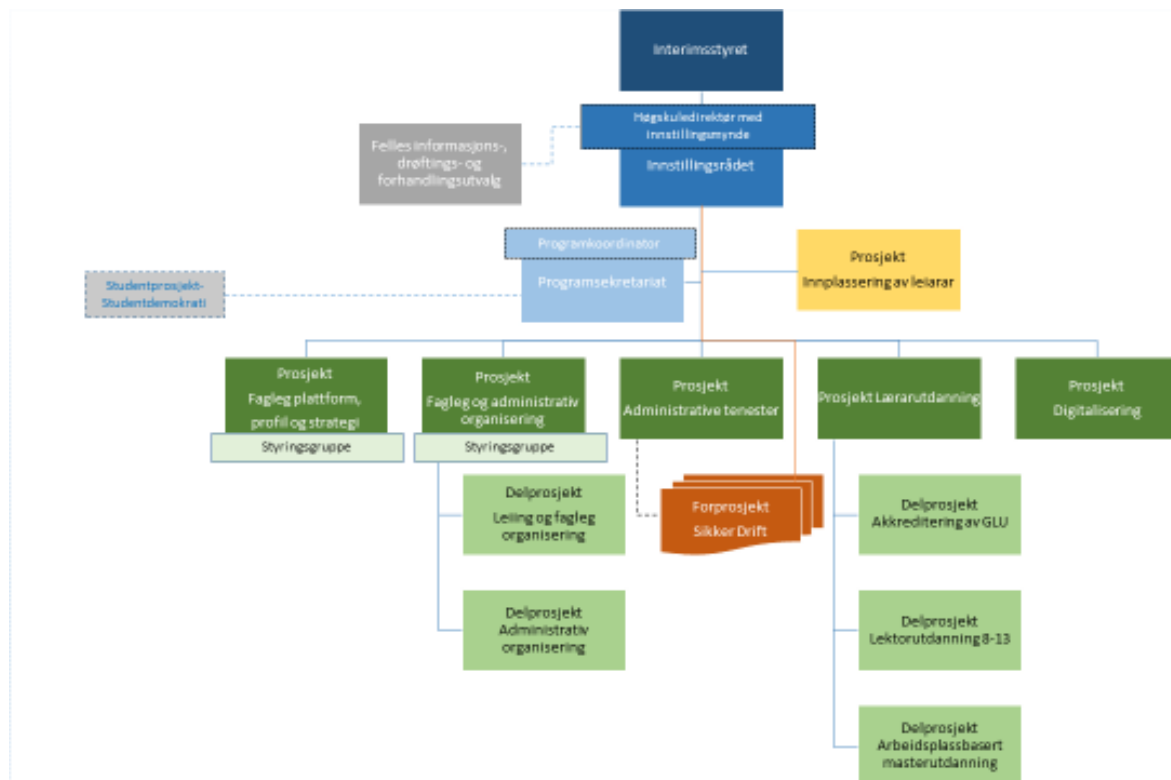 Interimsstyret
Høgskuledirektør med
innstillingsmynde
Innstillingsrådet
Felles informasjons-,
drøftings- og
forhandlingsutvalg
Programkoordinator
Programsekretariat
Prosjekt
Innplassering av leiarar
Studentprosjekt-
Studentdemokrati
Prosjekt
Fagleg plattform,
profil og strategi
Styringsgruppe
Prosjekt
Fagleg og administrativ
organisering
Styringsgruppe
Prosjekt
Administrative tenester
Prosjekt Lærarutdanning
Prosjekt
Digitalisering
Delprosjekt
Leiing og fagleg
organisering
Delprosjekt
Administrativ
organisering
Forprosjekt
Sikker Drift
Delprosjekt
Akkreditering av GLU
Delprosjekt
Lektorutdanning 8-13
Delprosjekt
Arbeidsplassbasert
masterutdanning